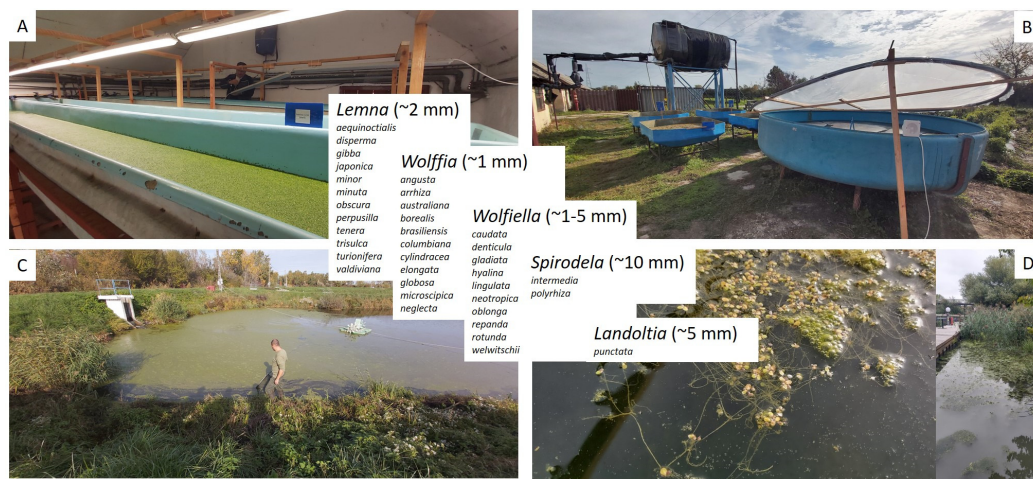 A
B
Lemna (~2 mm)
aequinoctialis
disperma
gibba
japonica
minor
minuta
obscura
perpusilla
tenera
trisulca
turionifera
valdiviana
Wolffia (~1 mm)
angusta
arrhiza
australiana
borealis
brasiliensis
columbiana
cylindracea
elongata
globosa
microscipica
neglecta
Wolfiella (~1-5 mm)
caudata
denticula
gladiata
hyalina
lingulata
neotropica
oblonga
repanda
rotunda
welwitschii
Spirodela (~10 mm)
intermedia
polyrhiza
Landoltia (~5 mm)
punctata
C
D